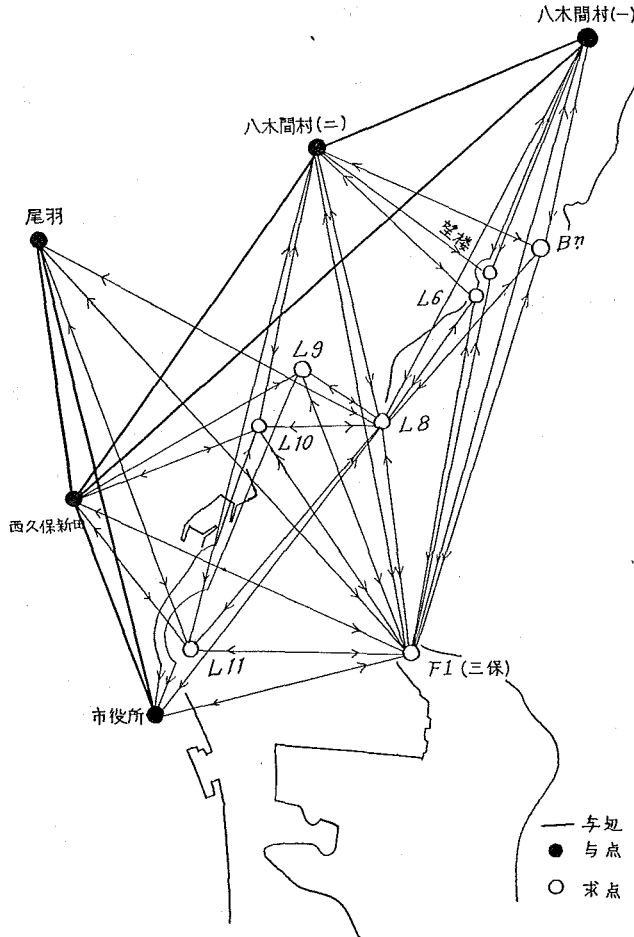 八木間村(一)
八木間村(二)
尾羽
望楼
Bn
L6
L9
L8
L10
西久保新田
L11
F1(三保)
市役所
与辺
与点
求点